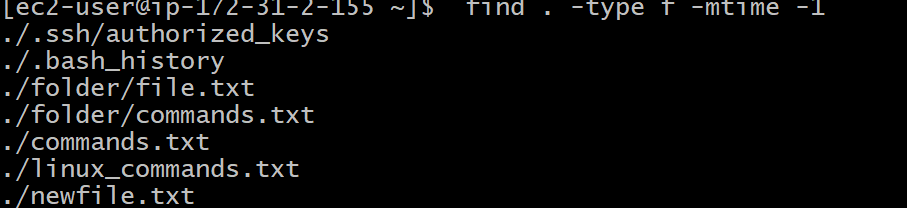 [ec2-user@ip-172-31-2-155 ~]$  find . -type f -mtime -1
./.ssh/authorized_keys
./.bash_history
./folder/file.txt
./folder/commands.txt
./commands.txt
./linux_commands.txt
./newfile.txt